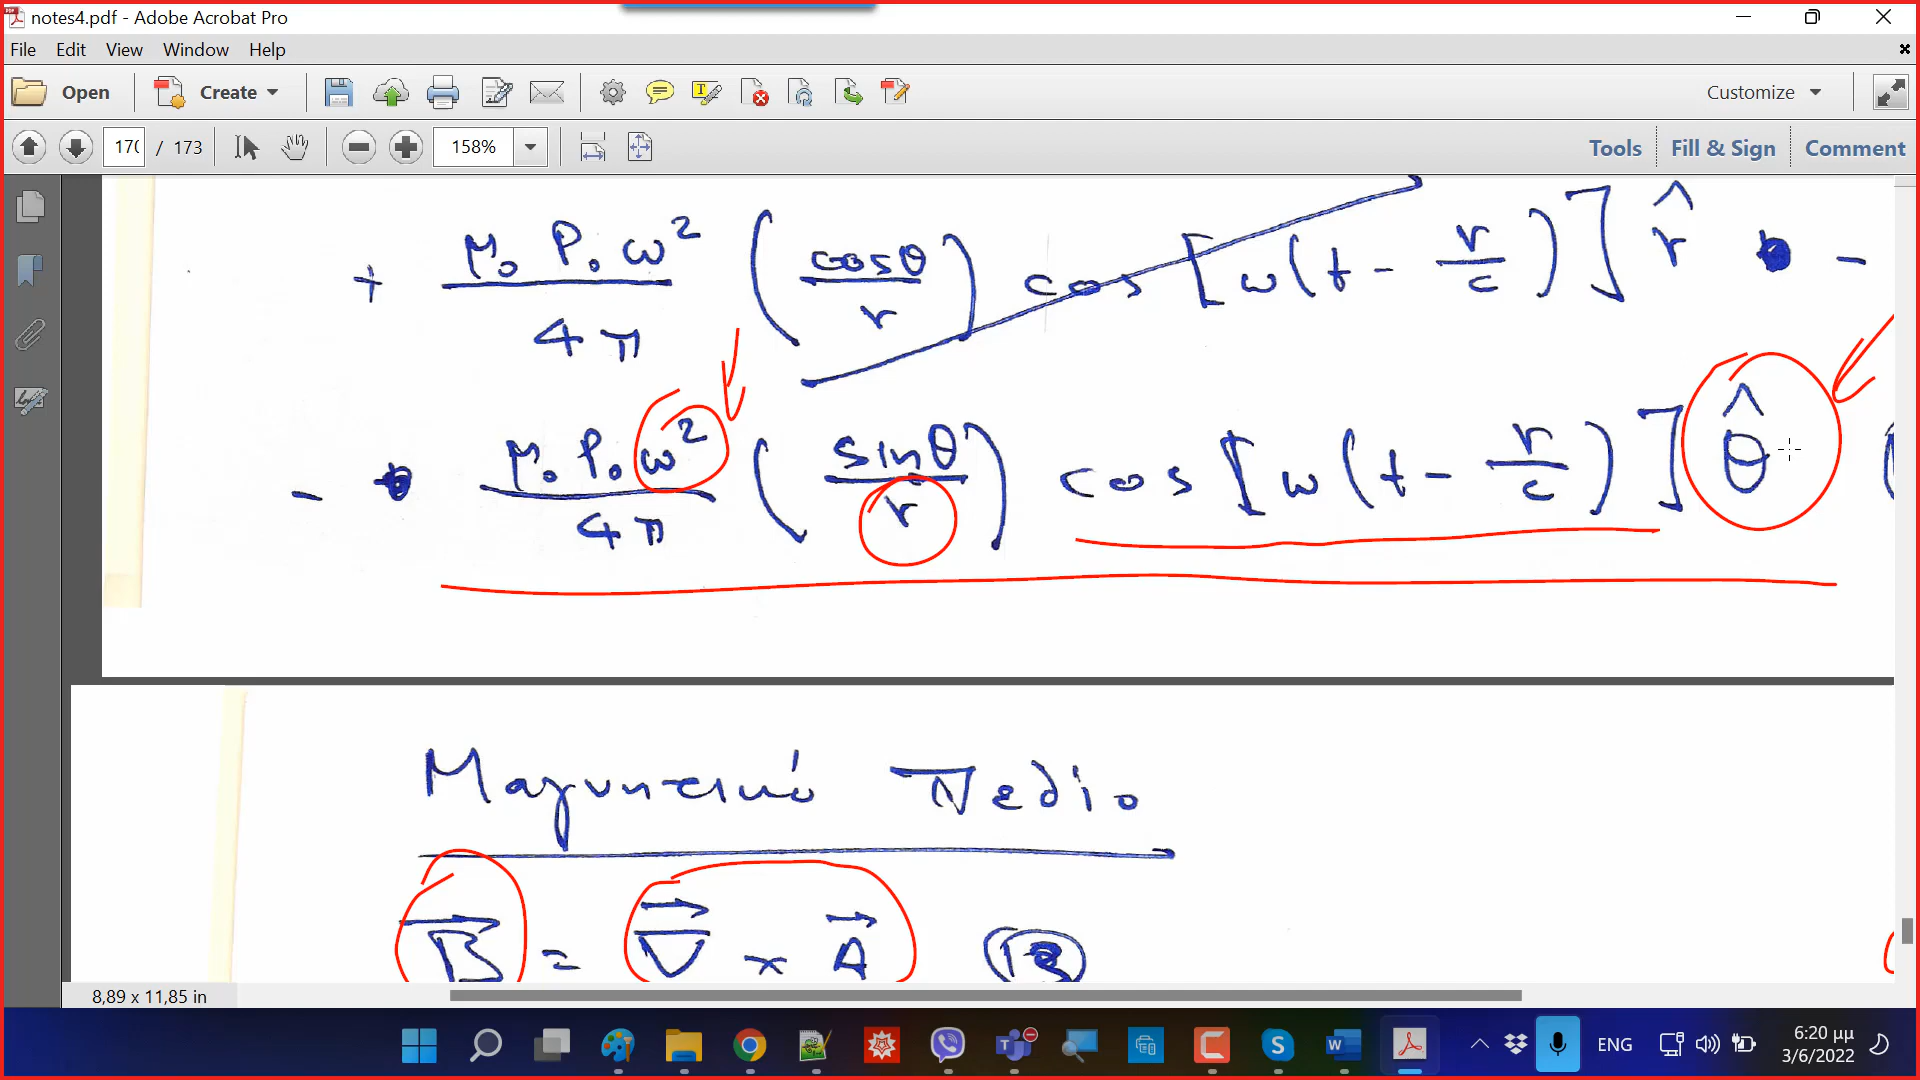 notes4.pdf - Adobe Acrobat Pro
File Edit View Window Help
Open Create Customize
170 / 173 158% Tools Fill & Sign Comment
+ μ₀ P₀ ω² / 4π ( cosθ / r ) cos [ ω ( t - r/c ) ] r̂ -
- μ₀ P₀ ω² / 4π ( sinθ / r ) cos [ ω ( t - r/c ) ] θ̂
Μαγνητικό Πεδίο
B⃗ = ∇⃗ × A⃗
8,89 x 11,85 in
ENG 6:20 μμ
3/6/2022